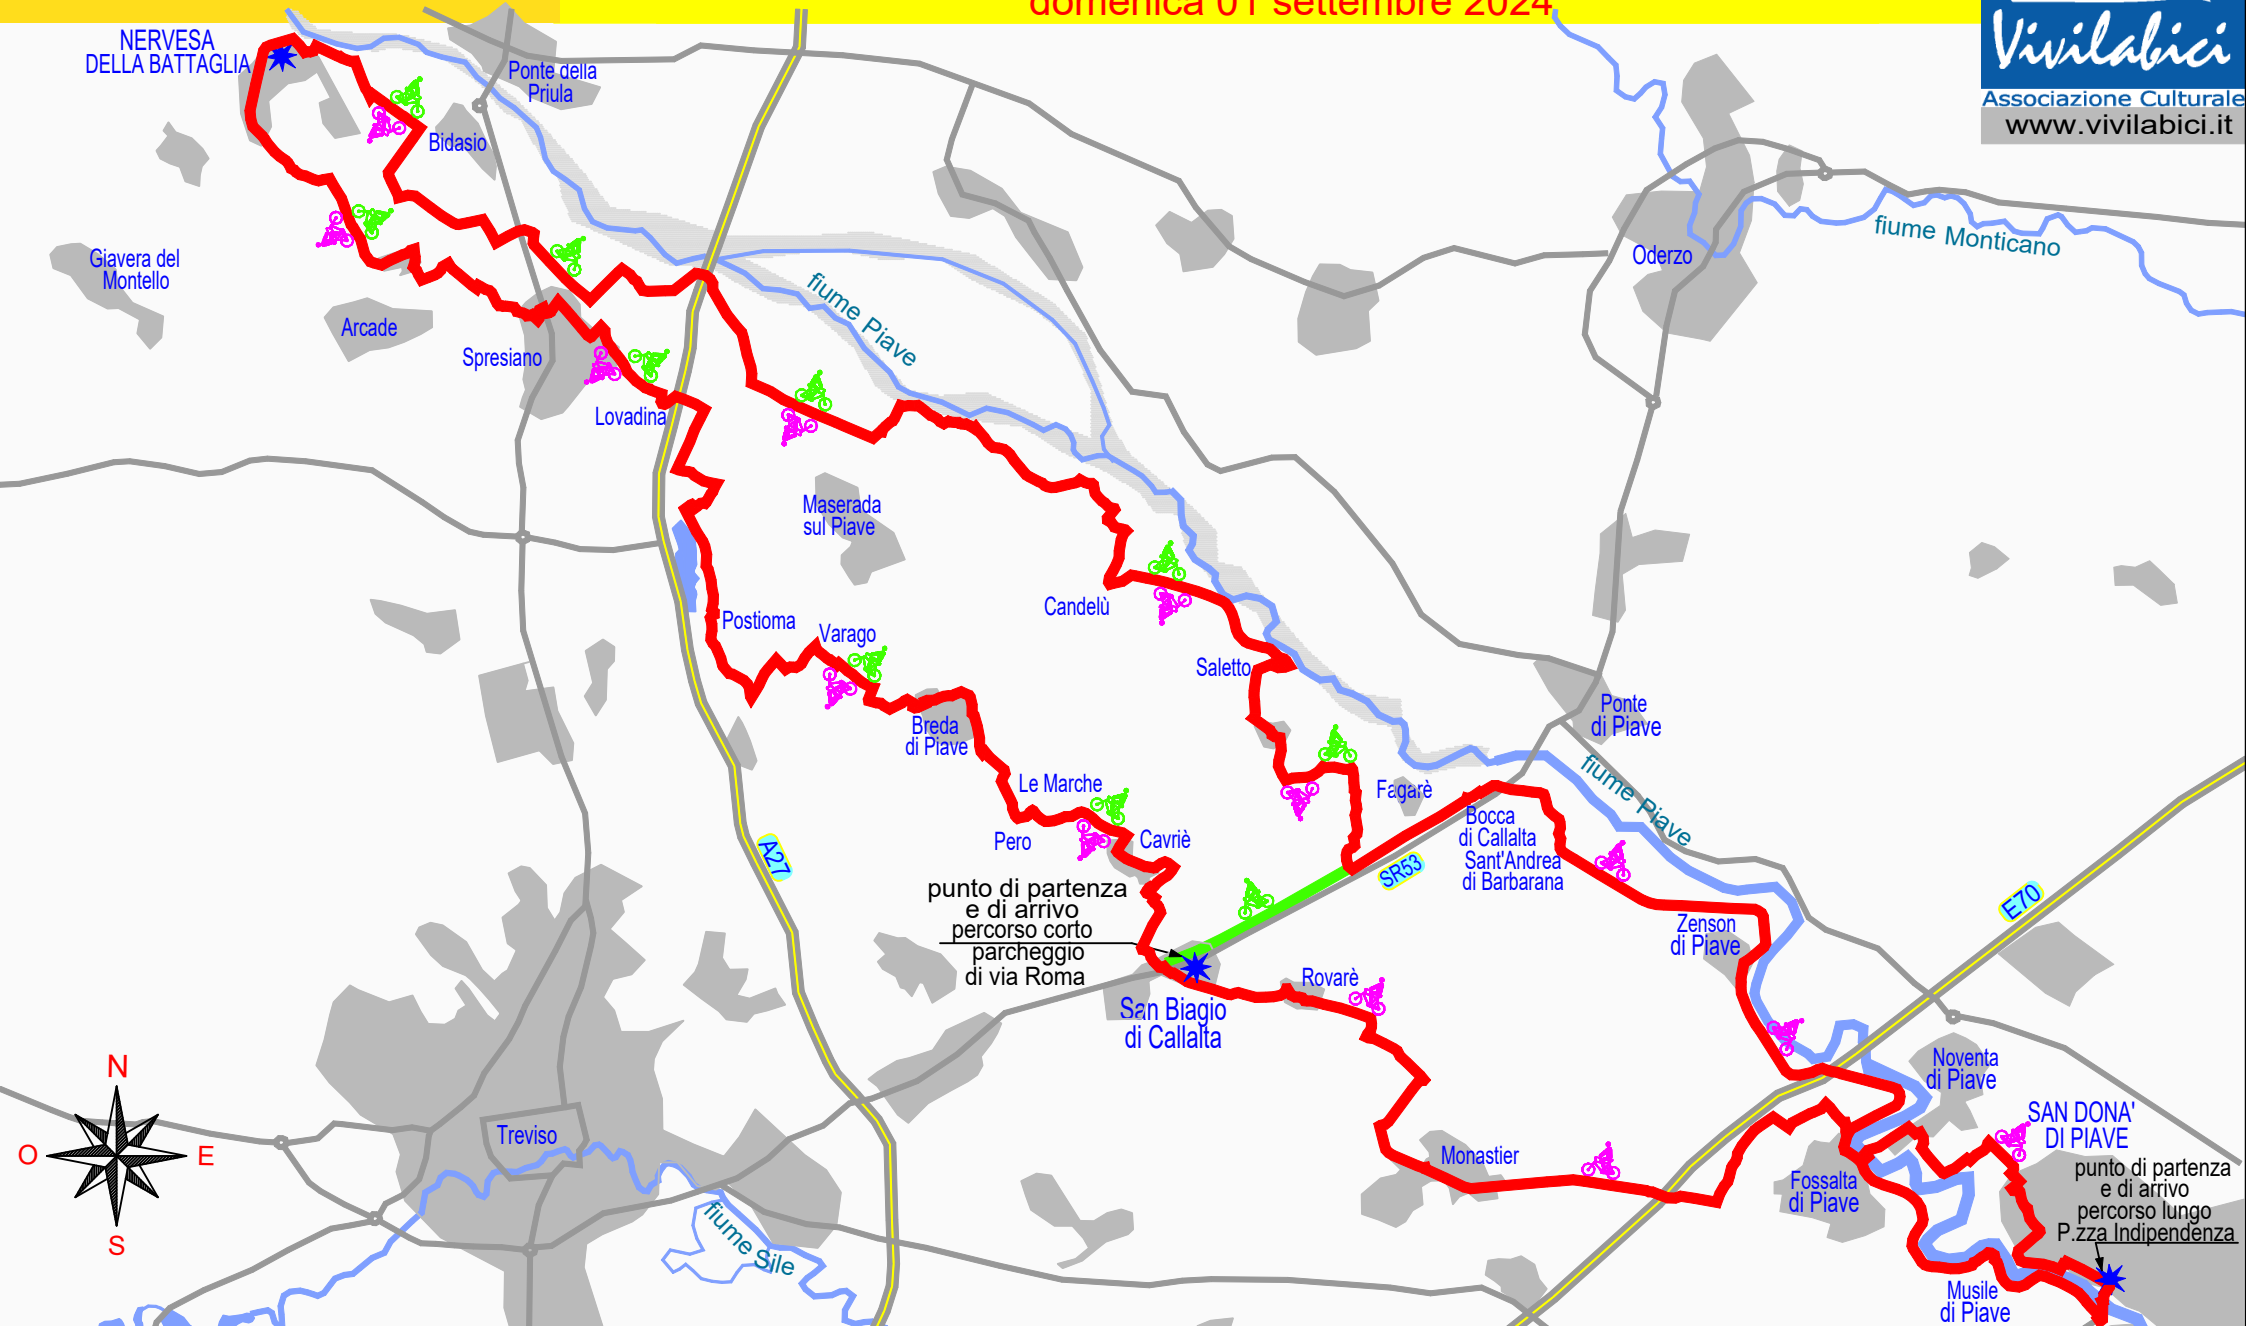 domenica 01 settembre 2024
Vivilabici
Associazione Culturale
www.vivilabici.it
NERVESA
DELLA BATTAGLIA
Ponte della
Priula
Bidasio
Giavera del
Montello
Arcade
Spresiano
Lovadina
fiume Piave
Oderzo
fiume Monticano
Maserada
sul Piave
Postioma
Varago
Candelù
Saletto
Breda
di Piave
Le Marche
Pero
Cavriè
Fagarè
Ponte
di Piave
fiume Piave
Bocca
di Callalta
Sant'Andrea
di Barbarana
A27
SR53
E70
punto di partenza
e di arrivo
percorso corto
parcheggio
di via Roma
San Biagio
di Callalta
Rovarè
Zenson
di Piave
Noventa
di Piave
SAN DONA'
DI PIAVE
punto di partenza
e di arrivo
percorso lungo
P.zza Indipendenza
Monastier
Fossalta
di Piave
Musile
di Piave
Treviso
fiume Sile
N
O
E
S